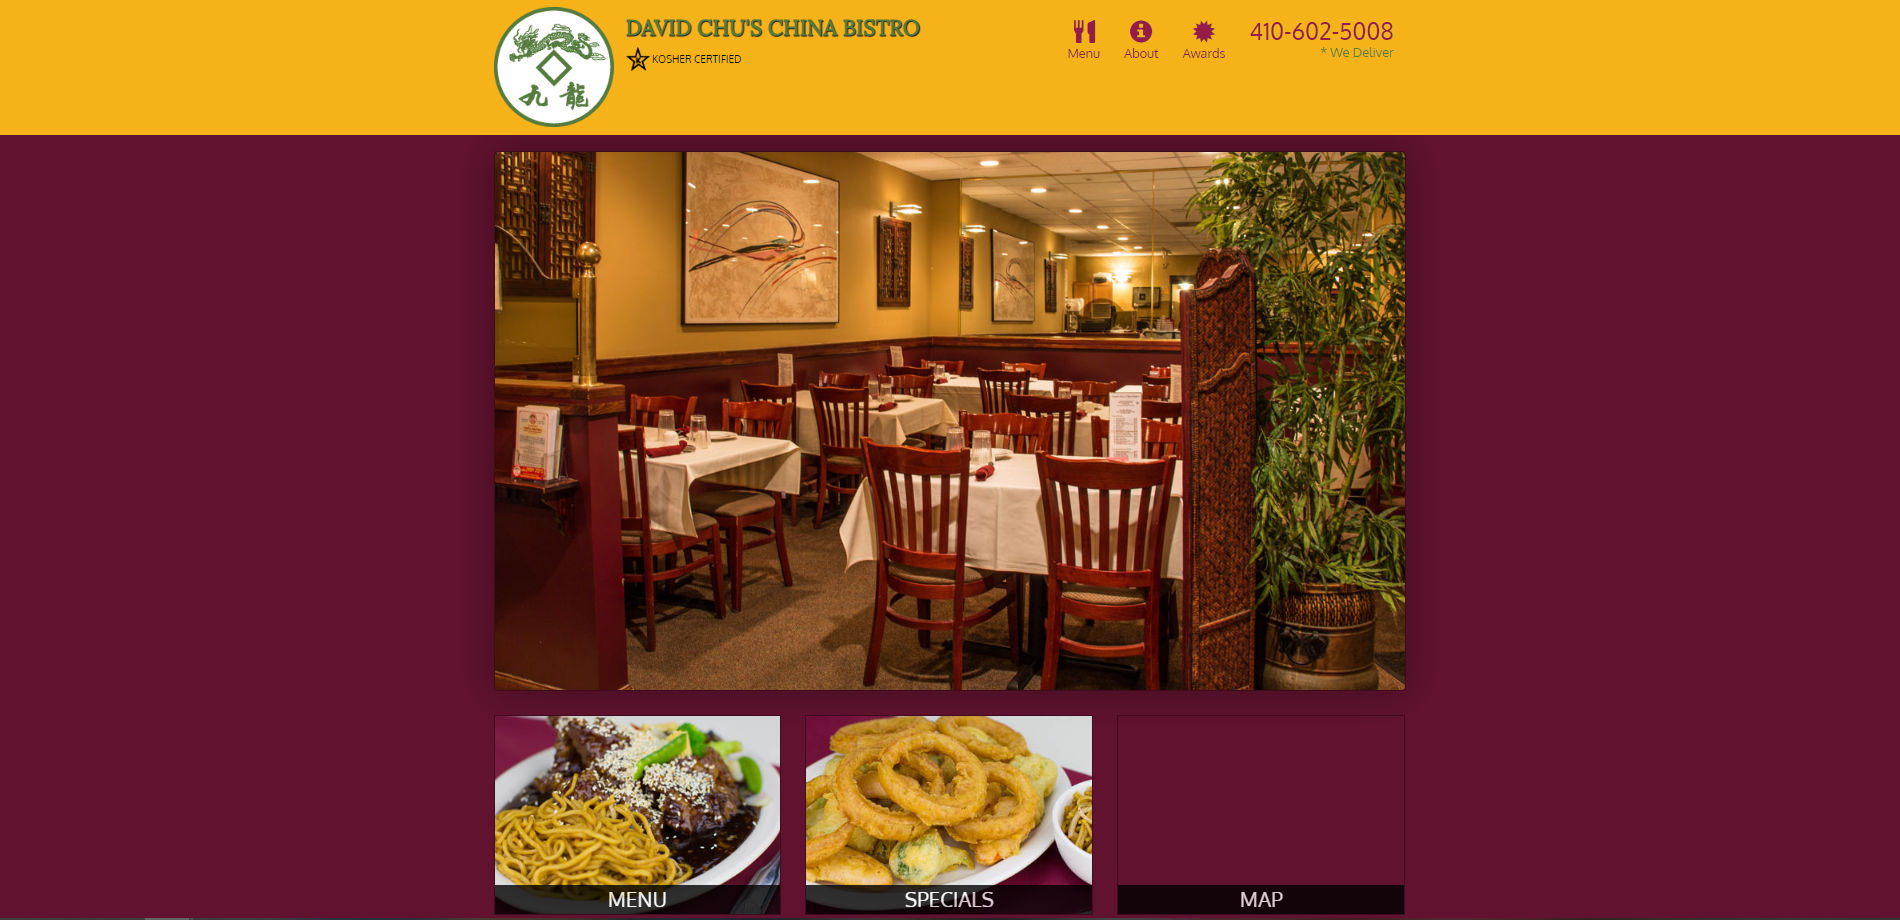 九龍
DAVID CHU'S CHINA BISTRO
K KOSHER CERTIFIED
Menu
About
Awards
410-602-5008
* We Deliver
MENU
SPECIALS
MAP